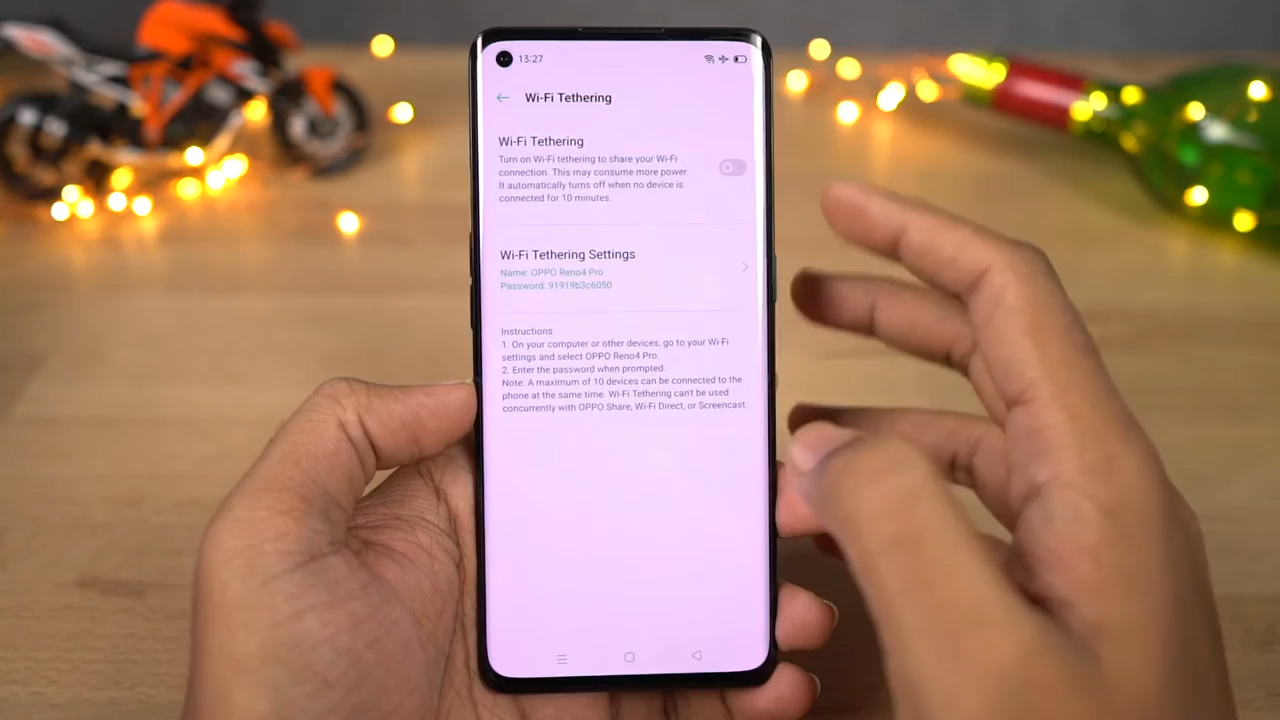 13:27
Wi-Fi Tethering
Wi-Fi Tethering
Turn on Wi-Fi tethering to share your Wi-Fi
connection. This may consume more power.
It automatically turns off when no device is
connected for 10 minutes.
Wi-Fi Tethering Settings
Name: OPPO Reno4 Pro
Password: 91919b3c6050
Instructions
1. On your computer or other devices, go to your Wi-Fi
settings and select OPPO Reno4 Pro.
2. Enter the password when prompted.
Note: A maximum of 10 devices can be connected to the
phone at the same time. Wi-Fi Tethering can't be used
concurrently with OPPO Share, Wi-Fi Direct, or Screencast.